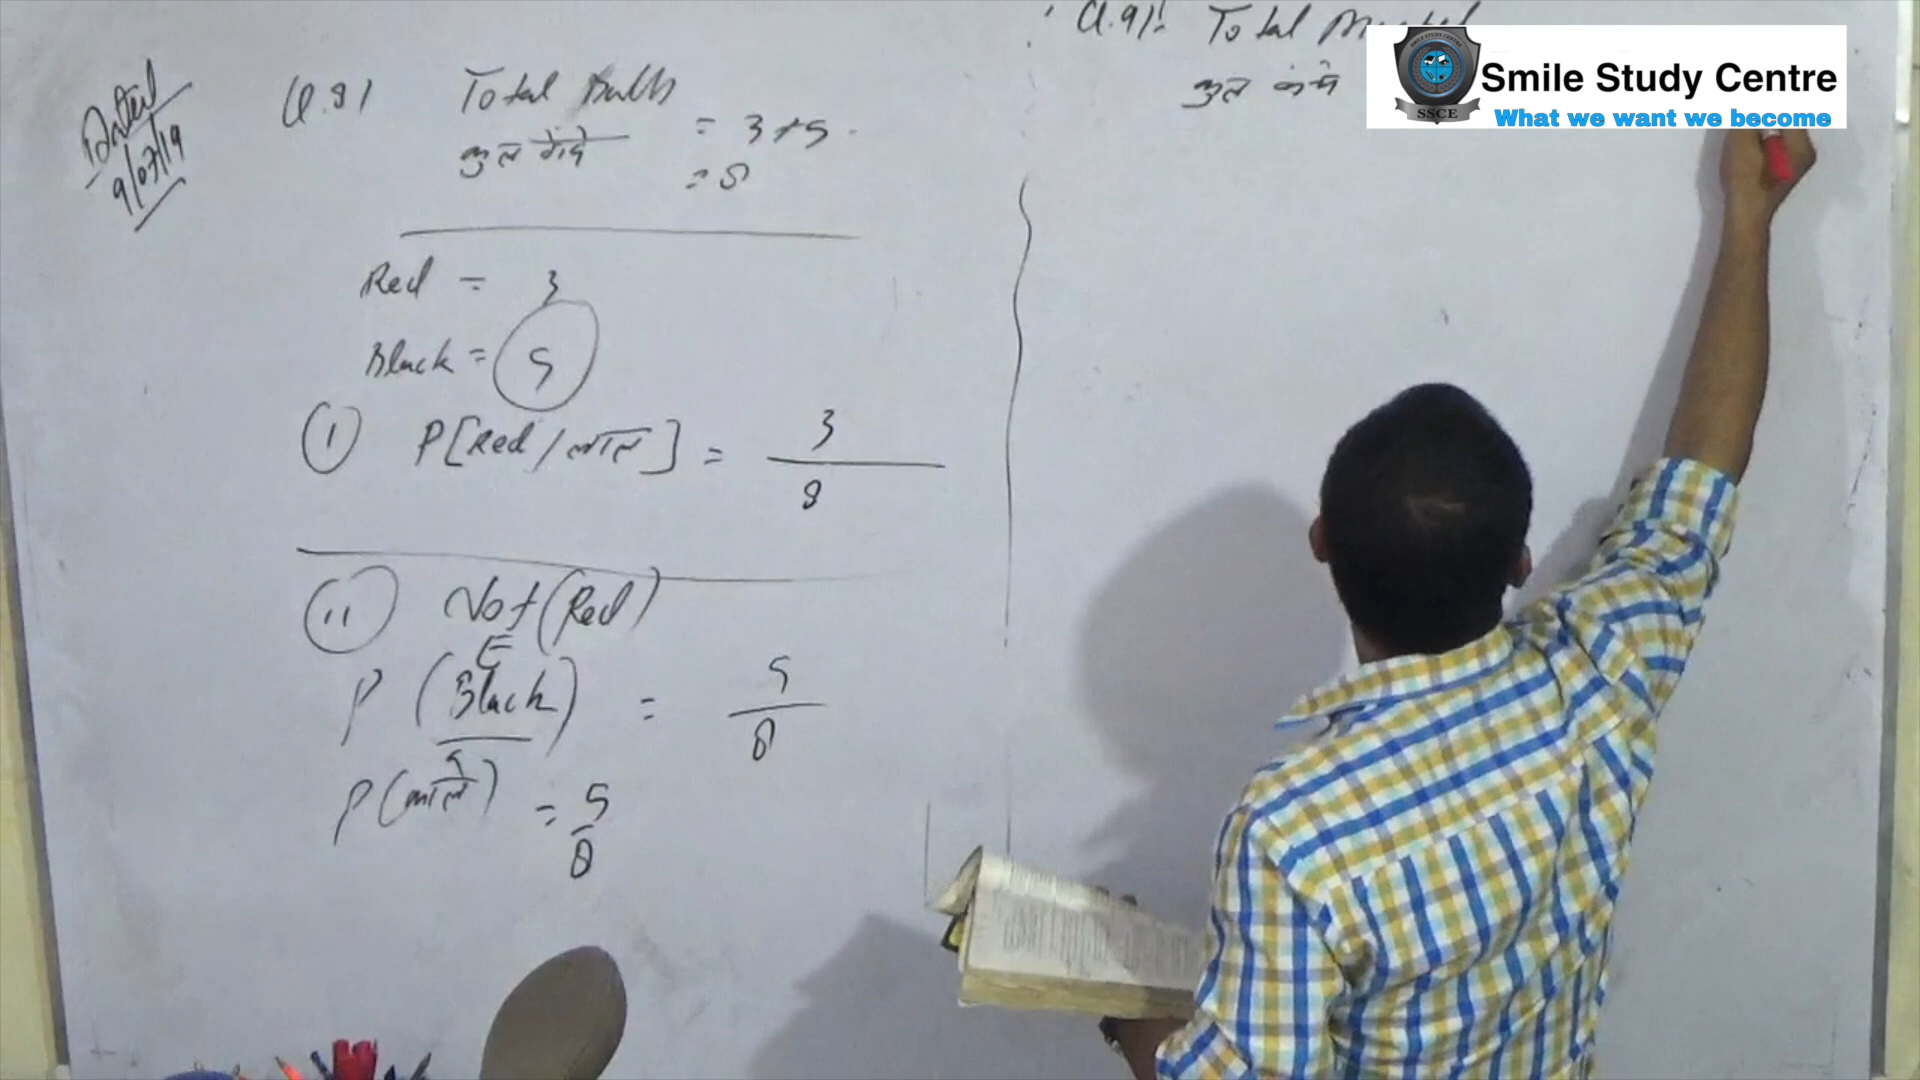 Dated
9/07/19
Q.8) Total Balls
कुल गेंदे = 3+5
= 8
Red = 3
Black = 5
(i) P[Red/लाल] = 3/8
(ii) Not (Red)
P (Black) = 5/8
= 5/8
Q.9): Total
कुल कंचे
Smile Study Centre
What we want we become
SSCE